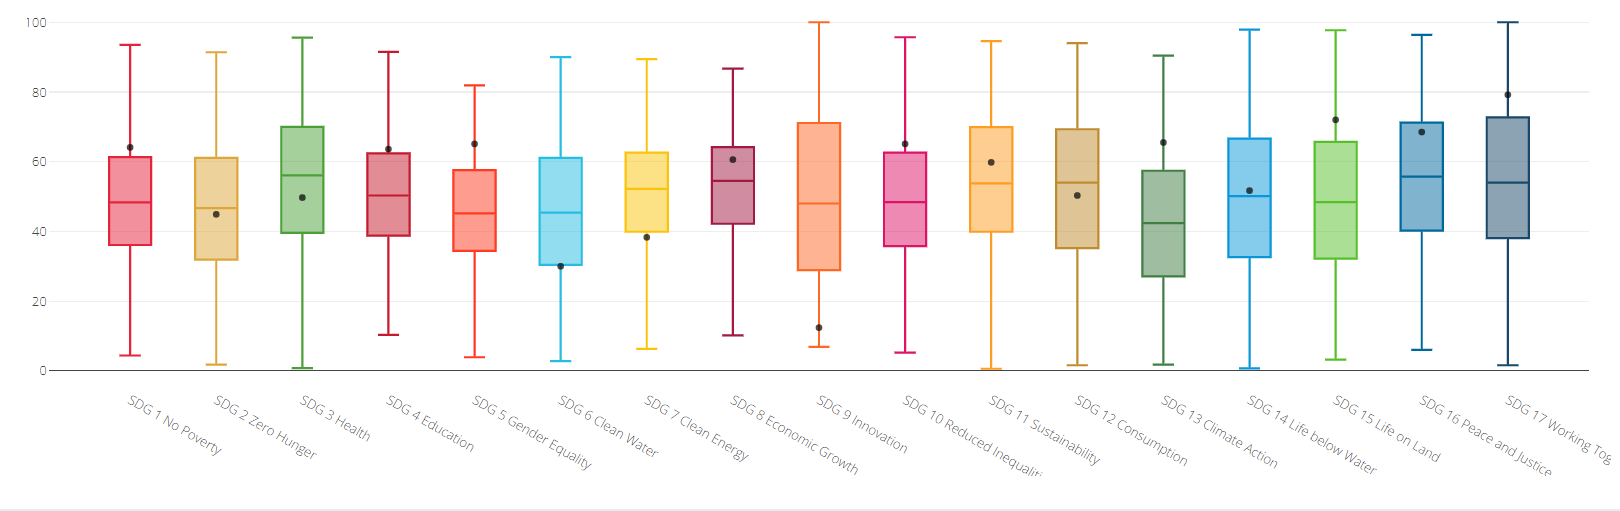 100
80
60
40
20
0
SDG 1 No Poverty
SDG 2 Zero Hunger
SDG 3 Health
SDG 4 Education
SDG 5 Gender Equality
SDG 6 Clean Water
SDG 7 Clean Energy
SDG 8 Economic Growth
SDG 9 Innovation
SDG 10 Reduced Inequaliti
SDG 11 Sustainability
SDG 12 Consumption
SDG 13 Climate Action
SDG 14 Life below Water
SDG 15 Life on Land
SDG 16 Peace and Justice
SDG 17 Working Tog